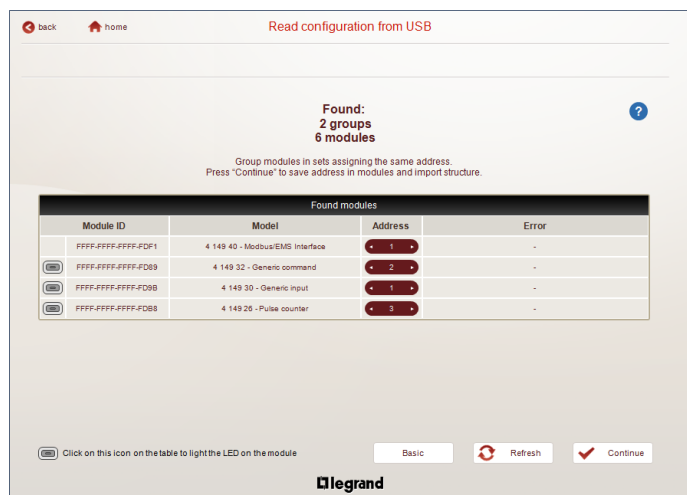 back
home
Read configuration from USB
Found:
2 groups
6 modules
?
Group modules in sets assigning the same address.
Press "Continue" to save address in modules and import structure.
Found modules
Module ID Model Address Error
FFFF-FFFF-FFFF-FDF1 4 149 40 - Modbus/EMS Interface 1 -
FFFF-FFFF-FFFF-FD89 4 149 32 - Generic command 2 -
FFFF-FFFF-FFFF-FD9B 4 149 30 - Generic input 1 -
FFFF-FFFF-FFFF-FDB8 4 149 26 - Pulse counter 3 -
Click on this icon on the table to light the LED on the module
Basic
Refresh
Continue
legrand